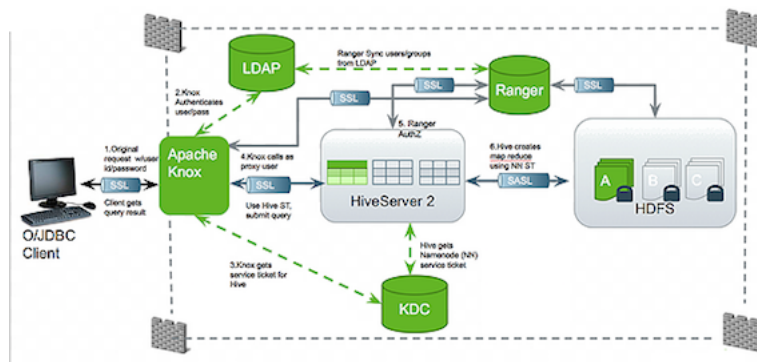 LDAP
Ranger Sync users/groups
from LDAP
Ranger
SSL
SSL
SSL
2.Knox
Authenticates
user/pass
5. Ranger
AuthZ
1.Original
request w/user
id/password
SSL
Client gets
query result
O/JDBC
Client
Apache
Knox
4.Knox calls as
proxy user
SSL
Use Hive ST,
submit query
HiveServer 2
6.Hive creates
map reduce
using NN ST
SASL
A
B
C
HDFS
3.Knox gets
service ticket for
Hive
Hive gets
Namenode (NN)
service ticket
KDC